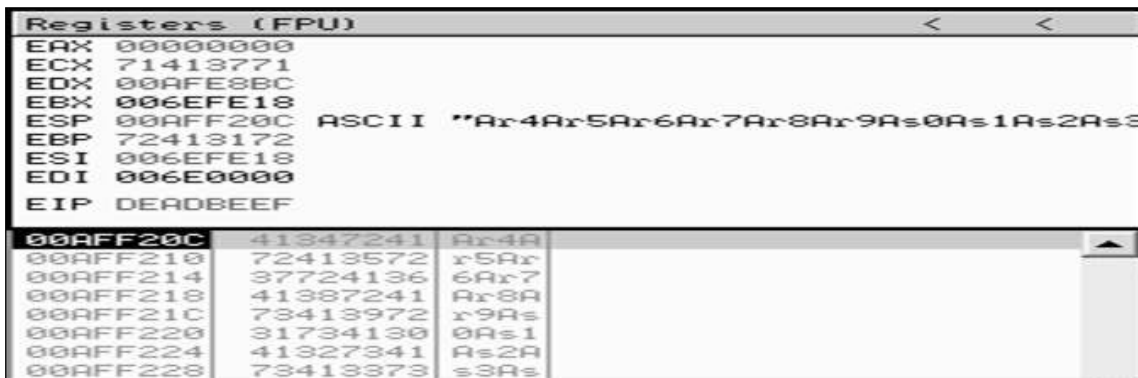 Registers (FPU) < <
EAX 00000000
ECX 71413771
EDX 00AFE8BC
EBX 006EFE18
ESP 00AFF20C ASCII "Ar4Ar5Ar6Ar7Ar8Ar9As0As1As2As3
EBP 72413172
ESI 006EFE18
EDI 006E0000
EIP DEADBEEF
00AFF20C 41347241 Ar4A
00AFF210 72413572 r5Ar
00AFF214 37724136 6Ar7
00AFF218 41387241 Ar8A
00AFF21C 73413972 r9As
00AFF220 31734130 0As1
00AFF224 41327341 As2A
00AFF228 73413373 s3As